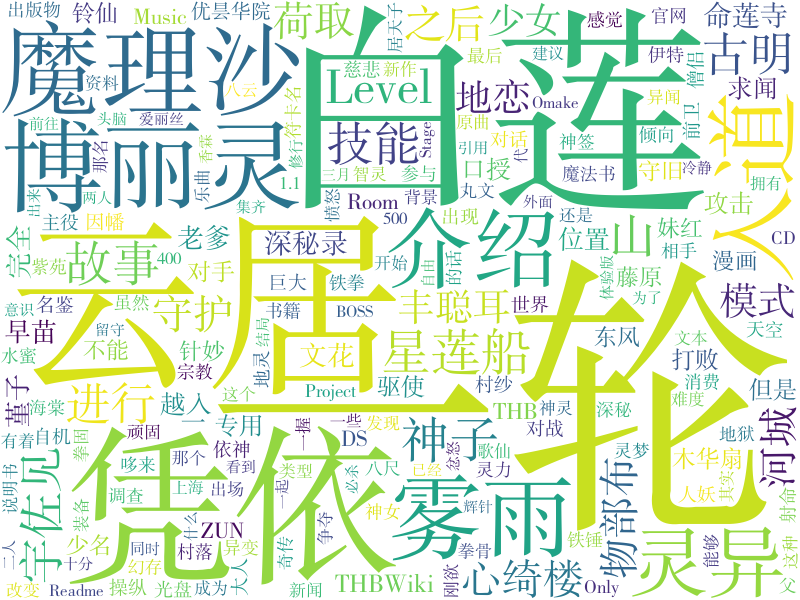 出版物
铃仙
Music
优昙华院
荷取
之后
少女
感觉
官网
居天子
命莲寺
资料
八云
慈悲
新作
最后
建议
伊特
僧侣
古明
魔理沙
白莲
Level
地恋
求闻
前往
头脑
爱丽丝
香霖
符卡名
修行
原曲
Stage
对话
Omake
神签
异闻
前卫
倾向
人道
博丽灵
技能
引用
代
口授
魔法书
守旧
冷静
那名
出来
两人
乐曲
三月智灵
参与
丸文
拥有
主役
集齐
1.1
愤怒
背景
500
外面
完全
因幡
Room
出现
还是
妹红
攻击
CD
紫苑
400
故事
老爹
深秘录
介绍
位置
山
相手
漫画
云居一轮
对手
巨大
铁拳
开始
自由
的话
体验版
藤原
为了
意识
名鉴
虽然
守护
书籍
BOSS
丰聪耳
世界
模式
早苗
留守
结局
天空
水蜜
不能
针妙
地灵
文花
星莲船
东风
打败
文本
宗教
这个
Project
驱使
村纱
消费
难度
董子
海棠
进行
越入
一
专用
一握
一些
发现
THB
神灵
深秘
但是
有着
自机
顽固
依神
看到
DS
对战
地狱
河城
说明书
宇佐见
拳固
哆来
那个
类型
必杀
已经
忿怒
神子
歌仙
灵梦
木华扇
装备
调查
上海
出场
一起
八尺
灵力
人妖
其实
凭依
雾雨
物部布
灵异
射命
二人
少名
什么
ZUN
奇传
争夺
神女
辉针
铁锤
十分
同时
村落
异变
大人
幻存
拳骨
能够
父
这种
改变
Readme
操纵
光盘
成为
新闻
THBWiki
刚欲
心绮楼
Only